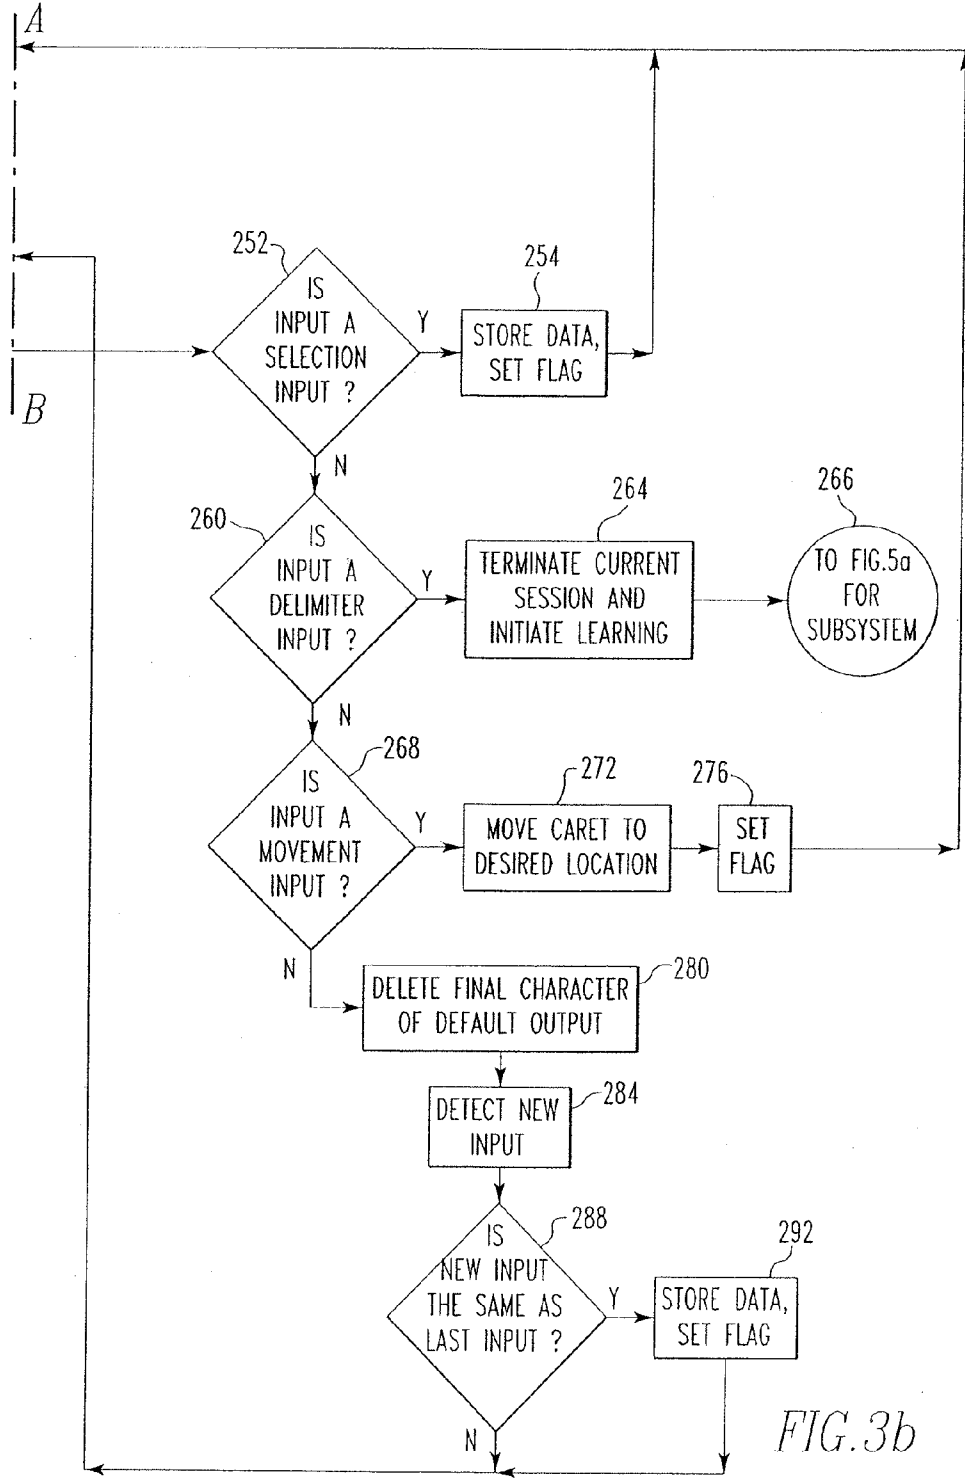 A
B
252
IS
INPUT A
SELECTION
INPUT ?
Y
N
254
STORE DATA,
SET FLAG
260
IS
INPUT A
DELIMITER
INPUT ?
Y
N
264
TERMINATE CURRENT
SESSION AND
INITIATE LEARNING
266
TO FIG.5a
FOR
SUBSYSTEM
268
IS
INPUT A
MOVEMENT
INPUT ?
Y
N
272
MOVE CARET TO
DESIRED LOCATION
276
SET
FLAG
280
DELETE FINAL CHARACTER
OF DEFAULT OUTPUT
284
DETECT NEW
INPUT
288
IS
NEW INPUT
THE SAME AS
LAST INPUT ?
Y
N
292
STORE DATA,
SET FLAG
FIG.3b